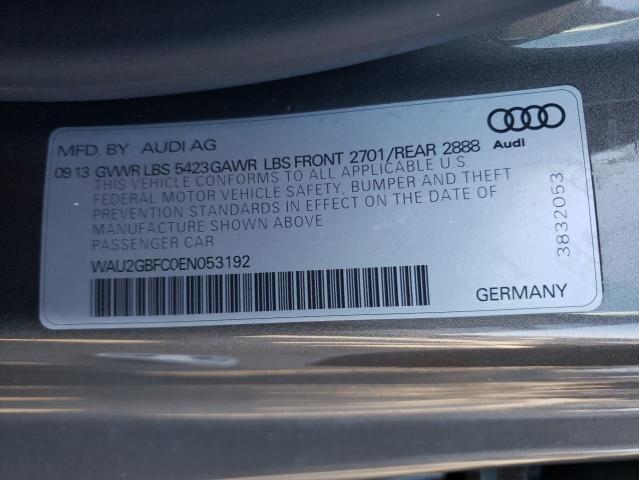 MFD. BY AUDI AG
Audi
09 13 GVWR LBS 5423 GAWR LBS FRONT 2701/REAR 2888
THIS VEHICLE CONFORMS TO ALL APPLICABLE U.S.
FEDERAL MOTOR VEHICLE SAFETY, BUMPER AND THEFT
PREVENTION STANDARDS IN EFFECT ON THE DATE OF
MANUFACTURE SHOWN ABOVE
PASSENGER CAR
WAU2GBFC0EN053192
GERMANY
3832053